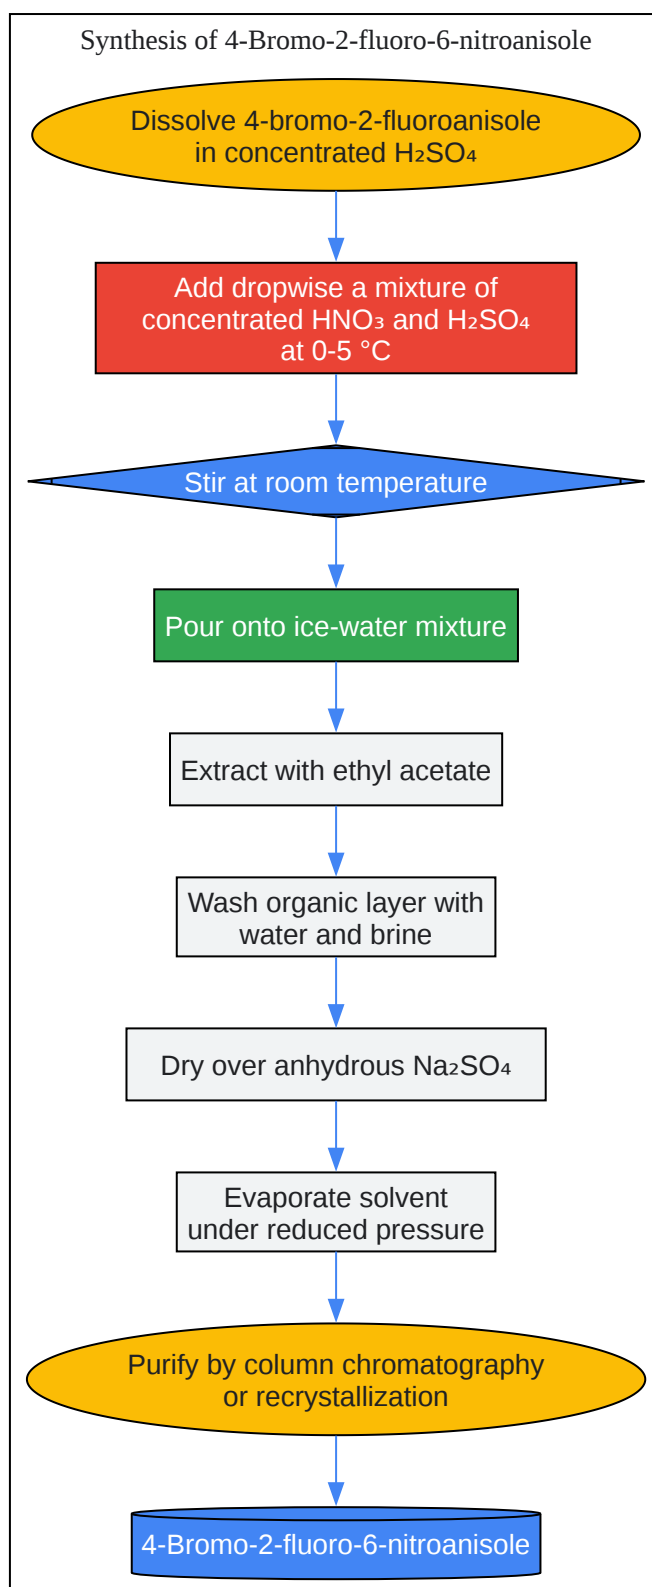 Synthesis of 4-Bromo-2-fluoro-6-nitroanisole
Dissolve 4-bromo-2-fluoroanisole
in concentrated H₂SO₄
Add dropwise a mixture of
concentrated HNO₃ and H₂SO₄
at 0-5 °C
Stir at room temperature
Pour onto ice-water mixture
Extract with ethyl acetate
Wash organic layer with
water and brine
Dry over anhydrous Na₂SO₄
Evaporate solvent
under reduced pressure
Purify by column chromatography
or recrystallization
4-Bromo-2-fluoro-6-nitroanisole